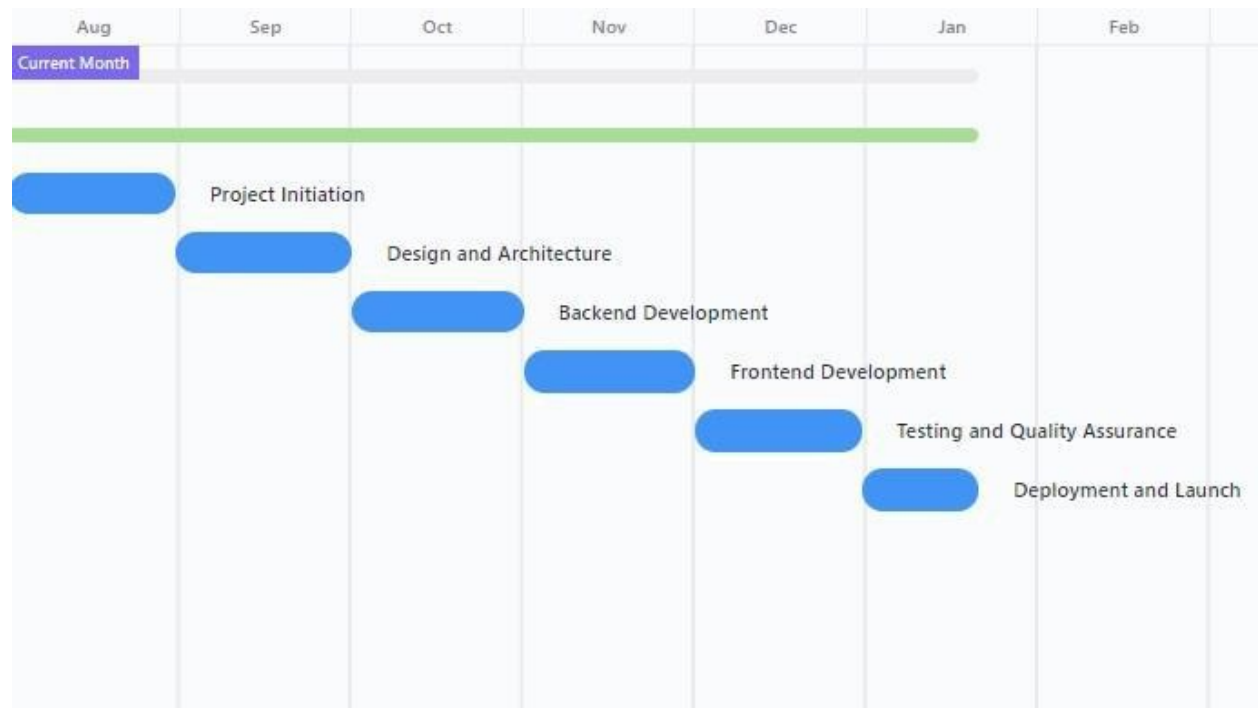 Aug Sep Oct Nov Dec Jan Feb
Current Month
Project Initiation
Design and Architecture
Backend Development
Frontend Development
Testing and Quality Assurance
Deployment and Launch